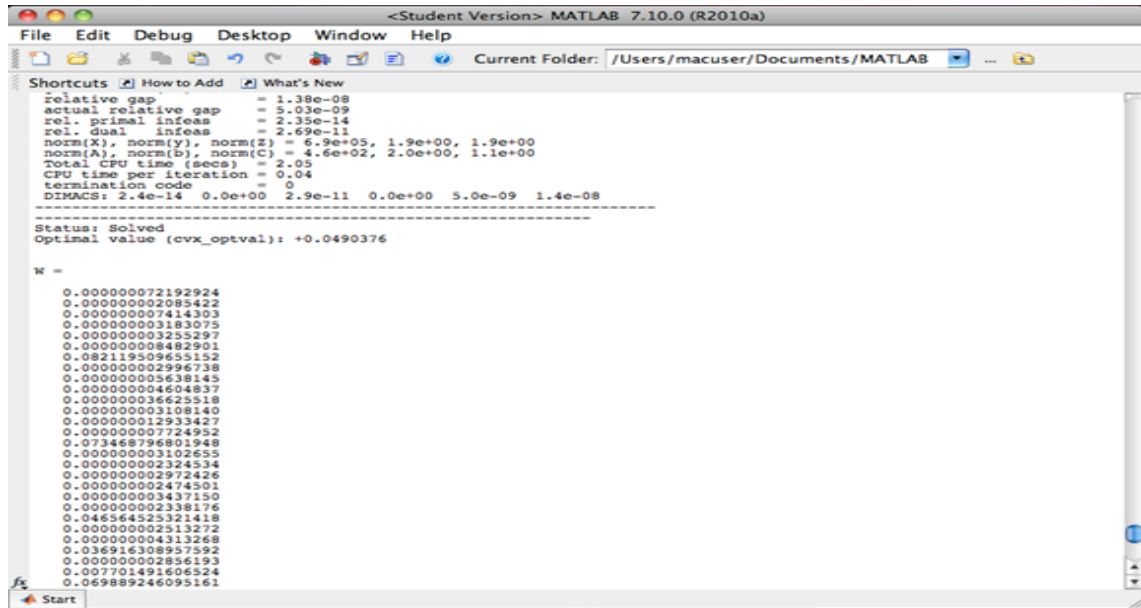 <Student Version> MATLAB 7.10.0 (R2010a)
File Edit Debug Desktop Window Help
Current Folder: /Users/macuser/Documents/MATLAB
Shortcuts How to Add What's New
relative gap = 1.38e-08
actual relative gap = 5.03e-09
rel. primal infeas = 2.35e-14
rel. dual infeas = 2.69e-11
norm(X), norm(y), norm(Z) = 6.9e+05, 1.9e+00, 1.9e+00
norm(A), norm(b), norm(C) = 4.6e+02, 2.0e+00, 1.1e+00
Total CPU time (secs) = 2.05
CPU time per iteration = 0.04
termination code = 0
DIMACS: 2.4e-14 0.0e+00 2.9e-11 0.0e+00 5.0e-09 1.4e-08
------------------------------------------------------------------
------------------------------------------------------------
Status: Solved
Optimal value (cvx_optval): +0.0490376
W =
0.000000072192924
0.000000002085422
0.000000007414303
0.000000003183075
0.000000003255297
0.000000008482901
0.082119509655152
0.000000002996738
0.000000005638145
0.000000004604837
0.000000036625518
0.000000003108140
0.000000012933427
0.000000007724952
0.073468796801948
0.000000003102655
0.000000002324534
0.000000002972426
0.000000002474501
0.000000003437150
0.000000002338176
0.046564525321418
0.000000002513272
0.000000004313268
0.036916308957592
0.000000002856193
0.007701491606524
0.069889246095161
fx
Start